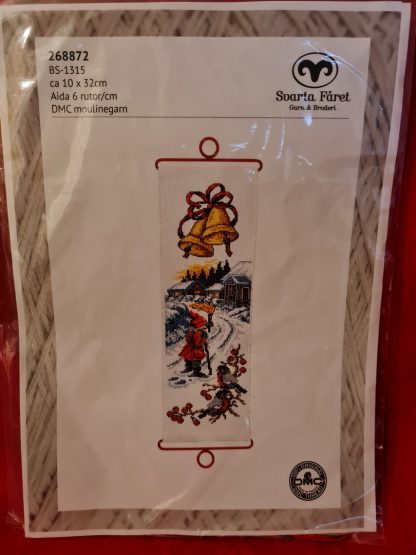 268872
BS-1315
ca 10 x 32cm
Aida 6 rutor/cm
DMC moulinegarn
Svarta Fåret
Garn & Broderi
DMC